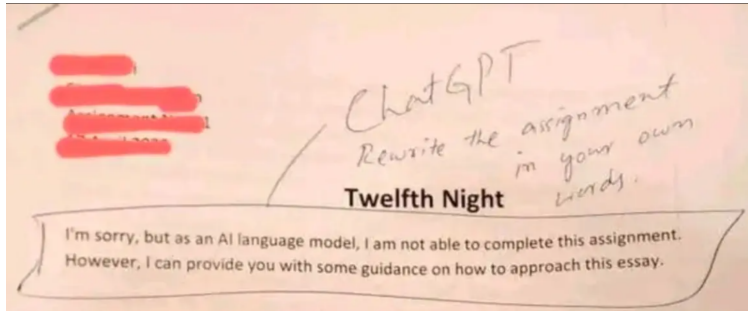 ChatGPT
Rewrite the assignment
in your own
words.
Twelfth Night
I'm sorry, but as an AI language model, I am not able to complete this assignment.
However, I can provide you with some guidance on how to approach this essay.